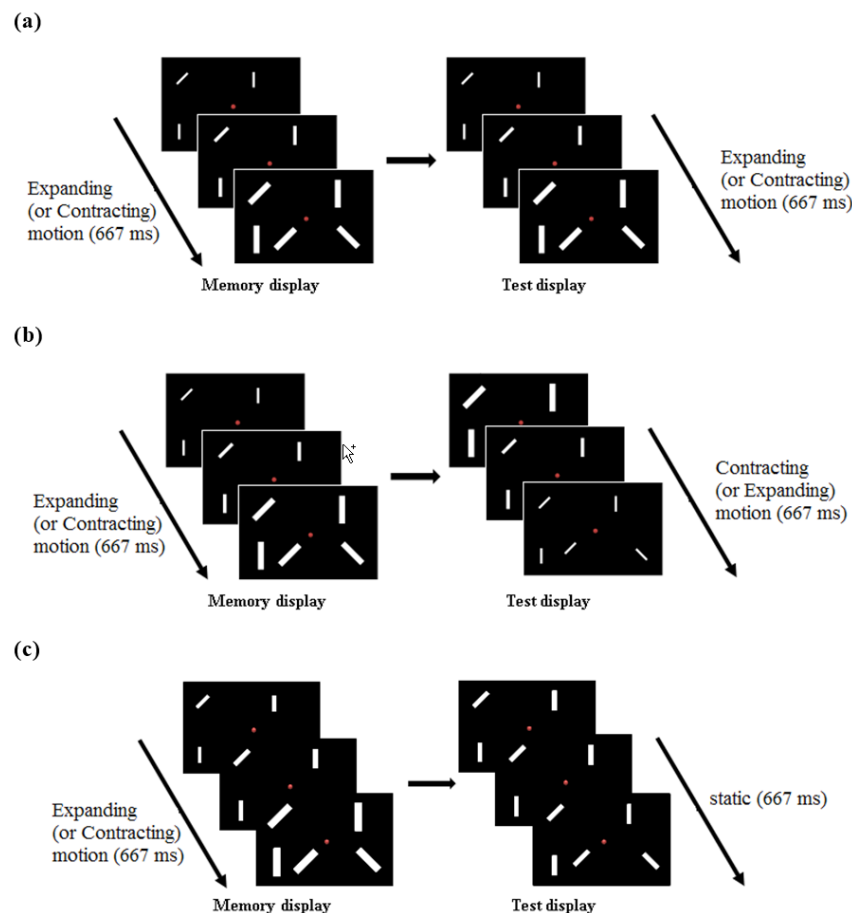 (a)
Expanding
(or Contracting)
motion (667 ms)
Expanding
(or Contracting)
motion (667 ms)
Memory display
Test display
(b)
Expanding
(or Contracting)
motion (667 ms)
Contracting
(or Expanding)
motion (667 ms)
Memory display
Test display
(c)
Expanding
(or Contracting)
motion (667 ms)
static (667 ms)
Memory display
Test display